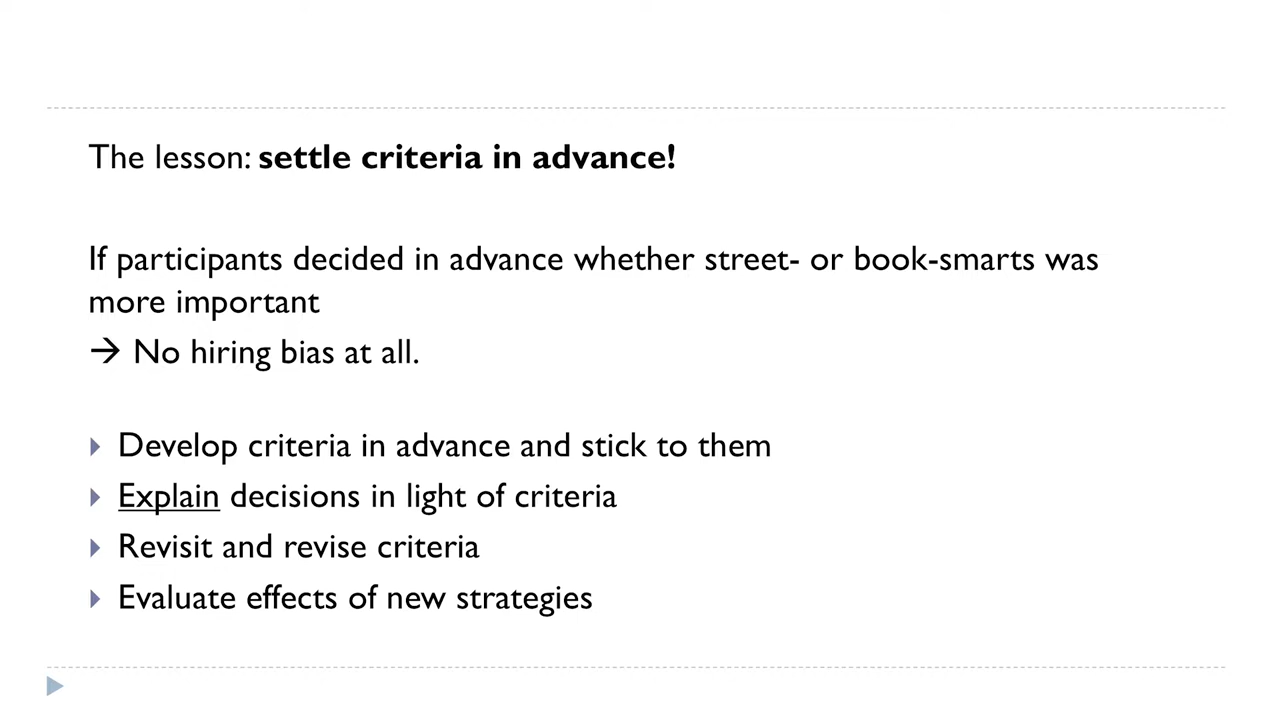 The lesson: settle criteria in advance!
If participants decided in advance whether street- or book-smarts was
more important
→ No hiring bias at all.
Develop criteria in advance and stick to them
Explain decisions in light of criteria
Revisit and revise criteria
Evaluate effects of new strategies